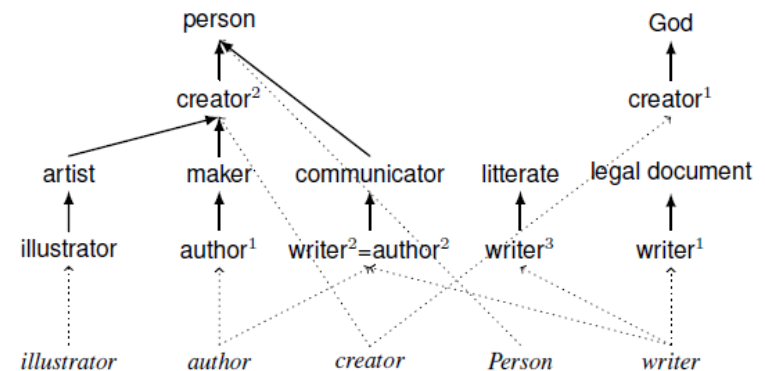 person God
creator² creator¹
artist maker communicator litterate legal document
illustrator author¹ writer²=author² writer³ writer¹
illustrator author creator Person writer